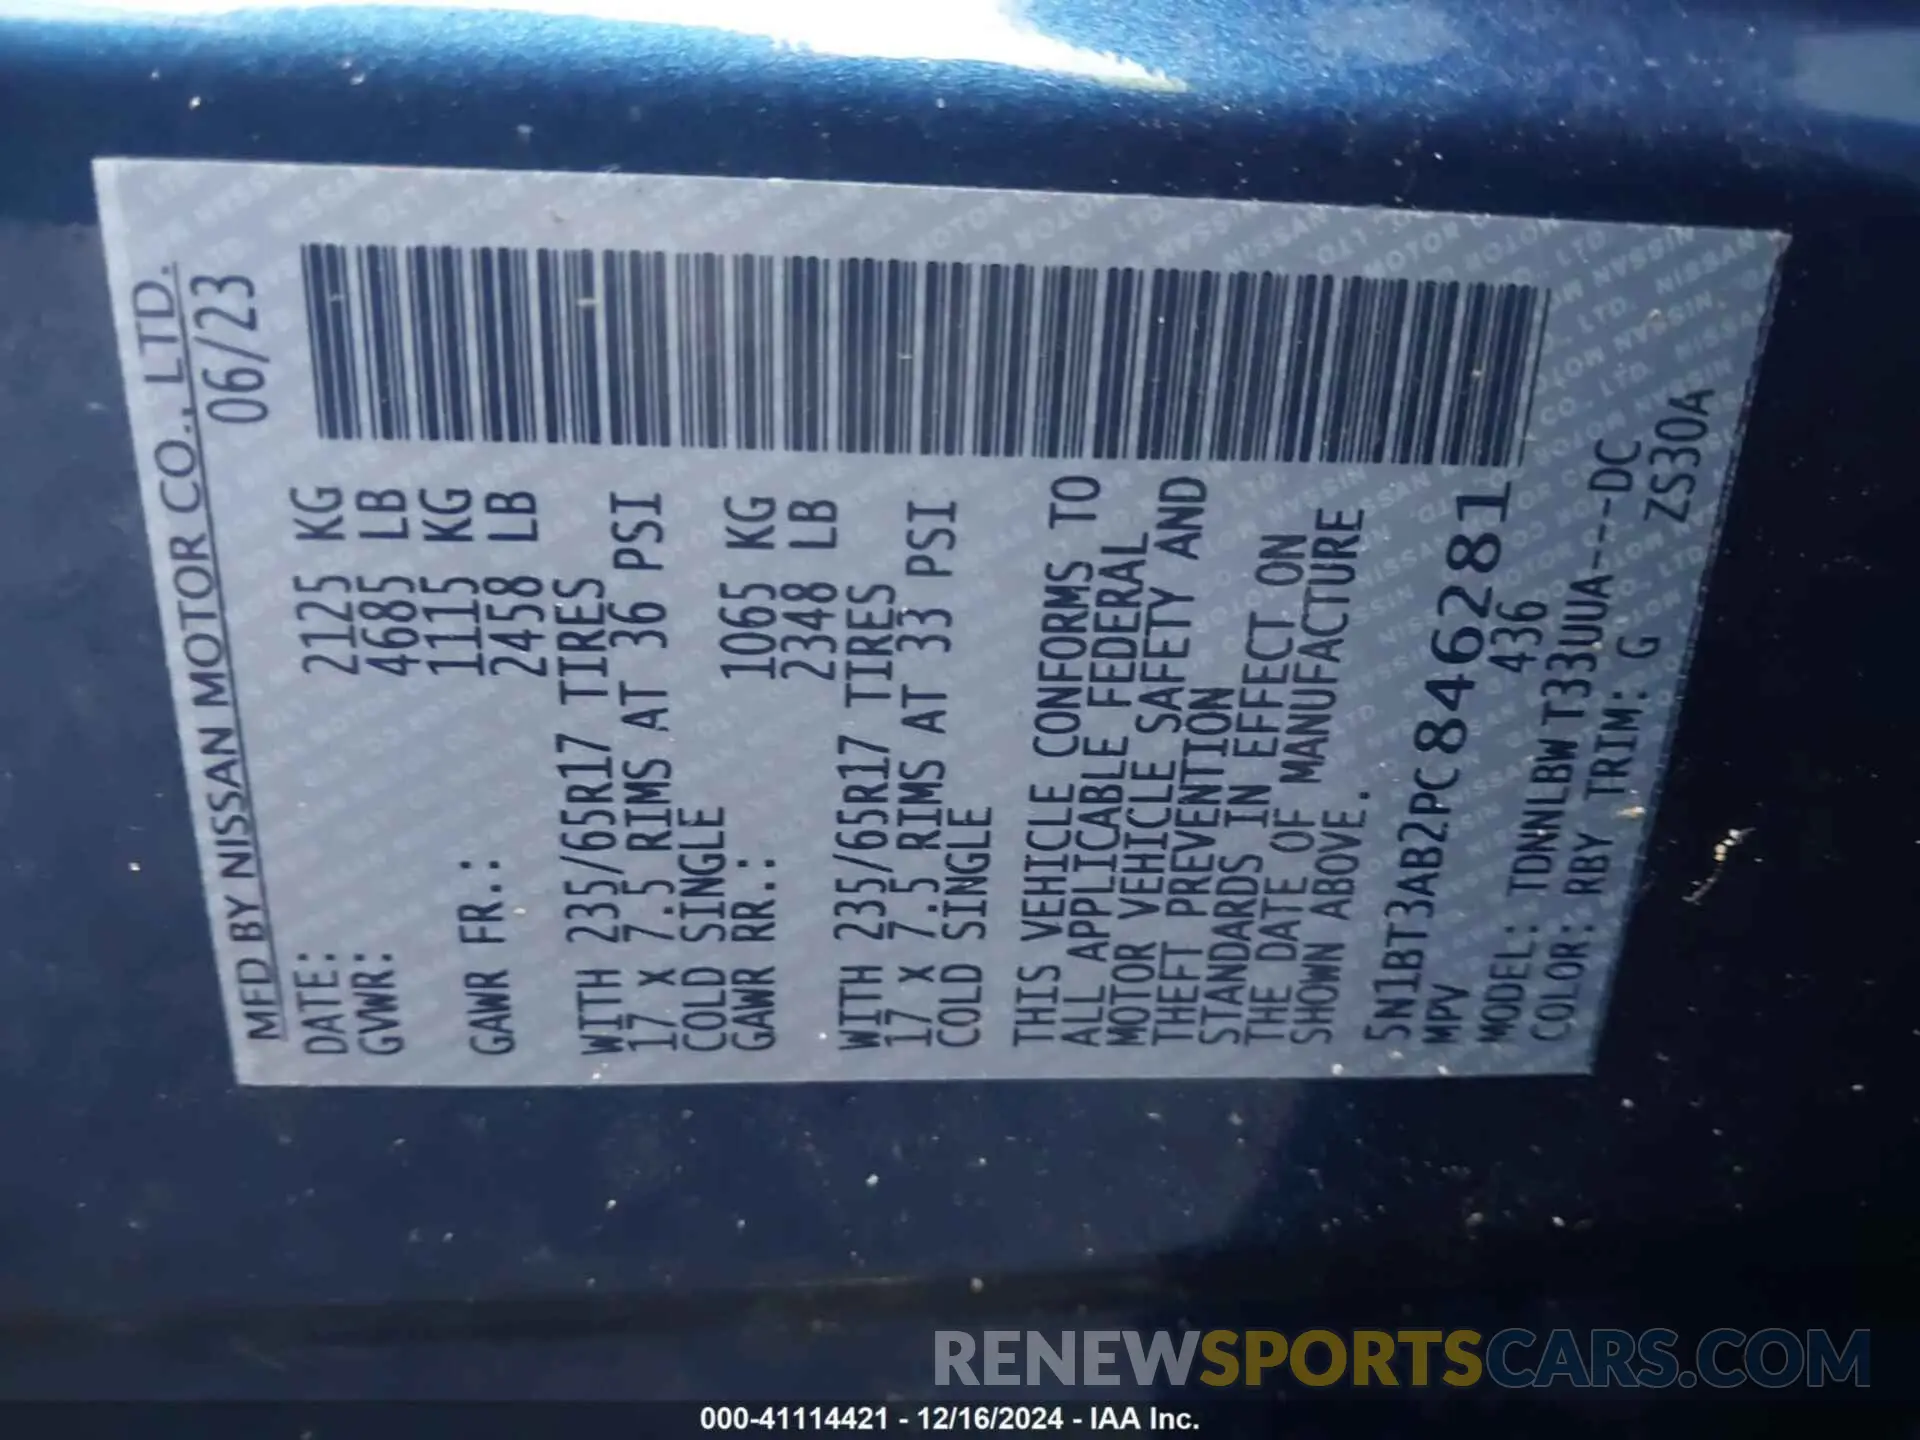 MFD BY NISSAN MOTOR CO., LTD.
DATE: 06/23
GVWR: 2125 KG
4685 LB
1115 KG
GAWR FR.: 2458 LB
WITH 235/65R17 TIRES
17 X 7.5 RIMS AT 36 PSI
COLD SINGLE
GAWR RR.: 1065 KG
2348 LB
WITH 235/65R17 TIRES
17 X 7.5 RIMS AT 33 PSI
COLD SINGLE
THIS VEHICLE CONFORMS TO
ALL APPLICABLE FEDERAL
MOTOR VEHICLE SAFETY AND
THEFT PREVENTION
STANDARDS IN EFFECT ON
THE DATE OF MANUFACTURE
SHOWN ABOVE.
5N1BT3AB2PC846281
MPV 436
MODEL: TDNNLBW T33UUA---DC
COLOR: RBY TRIM: G ZS30A
RENEWSPORTSCARS.COM
000-41114421 - 12/16/2024 - IAA Inc.